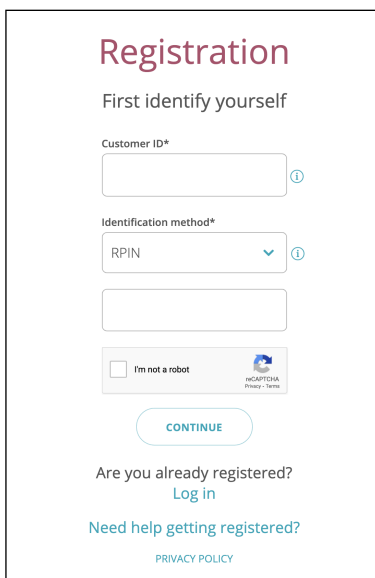 Registration
First identify yourself
Customer ID*
Identification method*
RPIN
I'm not a robot
reCAPTCHA
Privacy - Terms
CONTINUE
Are you already registered?
Log in
Need help getting registered?
PRIVACY POLICY